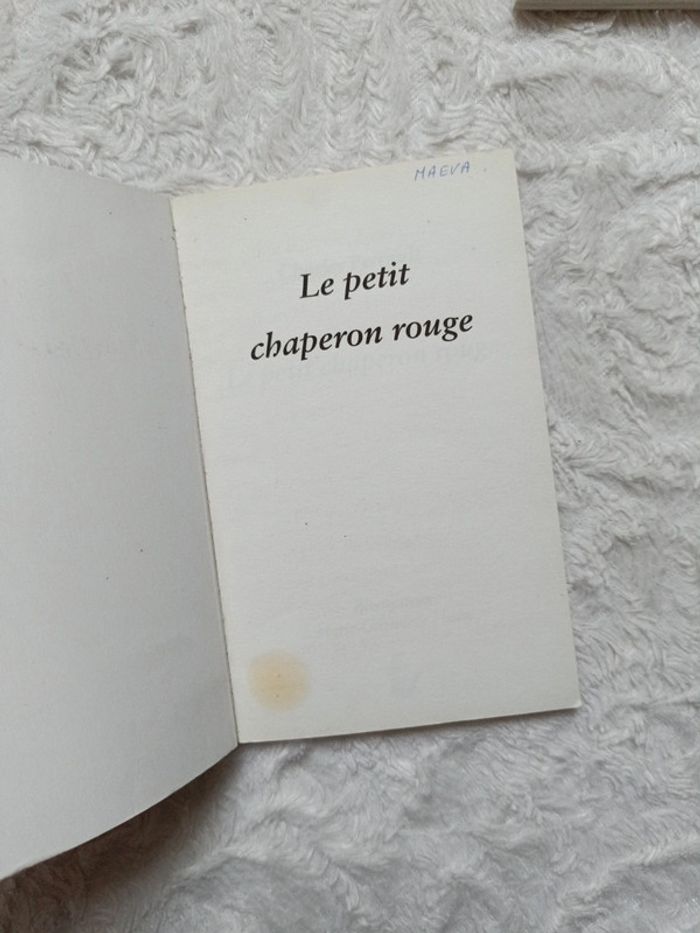 MAEVA
Le petit
chaperon rouge